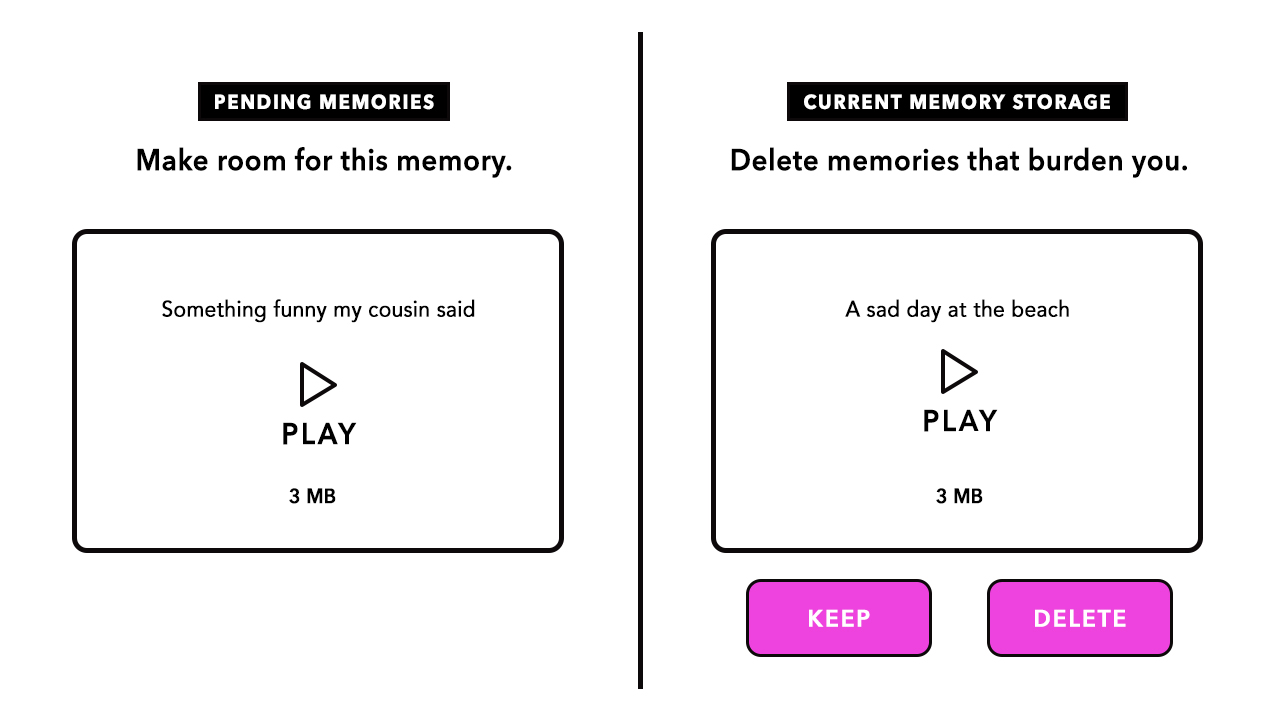 PENDING MEMORIES
Make room for this memory.
Something funny my cousin said
PLAY
3 MB
CURRENT MEMORY STORAGE
Delete memories that burden you.
A sad day at the beach
PLAY
3 MB
KEEP
DELETE